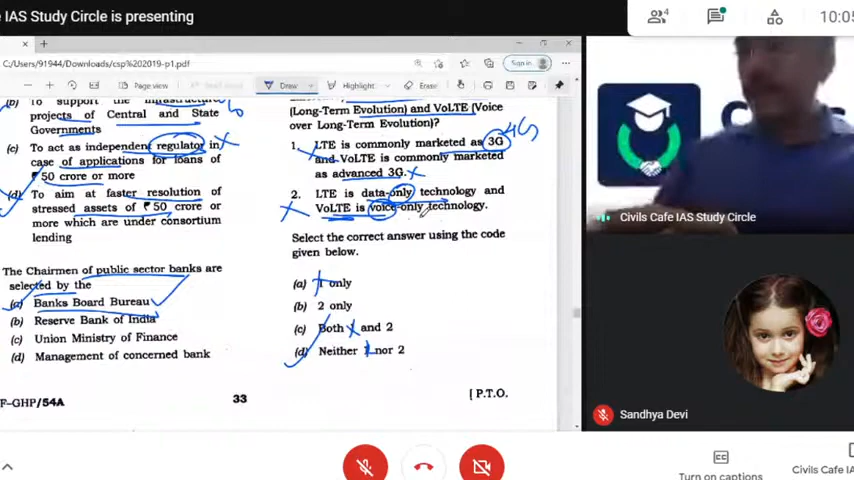 e IAS Study Circle is presenting
4
10:05
C:/Users/91944/Downloads/csp%202019-p1.pdf
Sign in
Page view
Draw
Highlight
Erase
(b) To support the infrastructure
projects of Central and State
Governments
(c) To act as independent regulator in
case of applications for loans of
₹ 50 crore or more
(d) To aim at faster resolution of
stressed assets of ₹ 50 crore or
more which are under consortium
lending
The Chairmen of public sector banks are
selected by the
(a) Banks Board Bureau
(b) Reserve Bank of India
(c) Union Ministry of Finance
(d) Management of concerned bank
F-GHP/54A
33
(Long-Term Evolution) and VoLTE (Voice
over Long-Term Evolution)?
1. LTE is commonly marketed as 3G
and VoLTE is commonly marketed
as advanced 3G.
4G
2. LTE is data-only technology and
VoLTE is voice-only technology.
Select the correct answer using the code
given below.
(a) 1 only
(b) 2 only
(c) Both 1 and 2
(d) Neither 1 nor 2
[ P.T.O.
Civils Cafe IAS Study Circle
Sandhya Devi
Turn on captions
Civils Cafe IAS